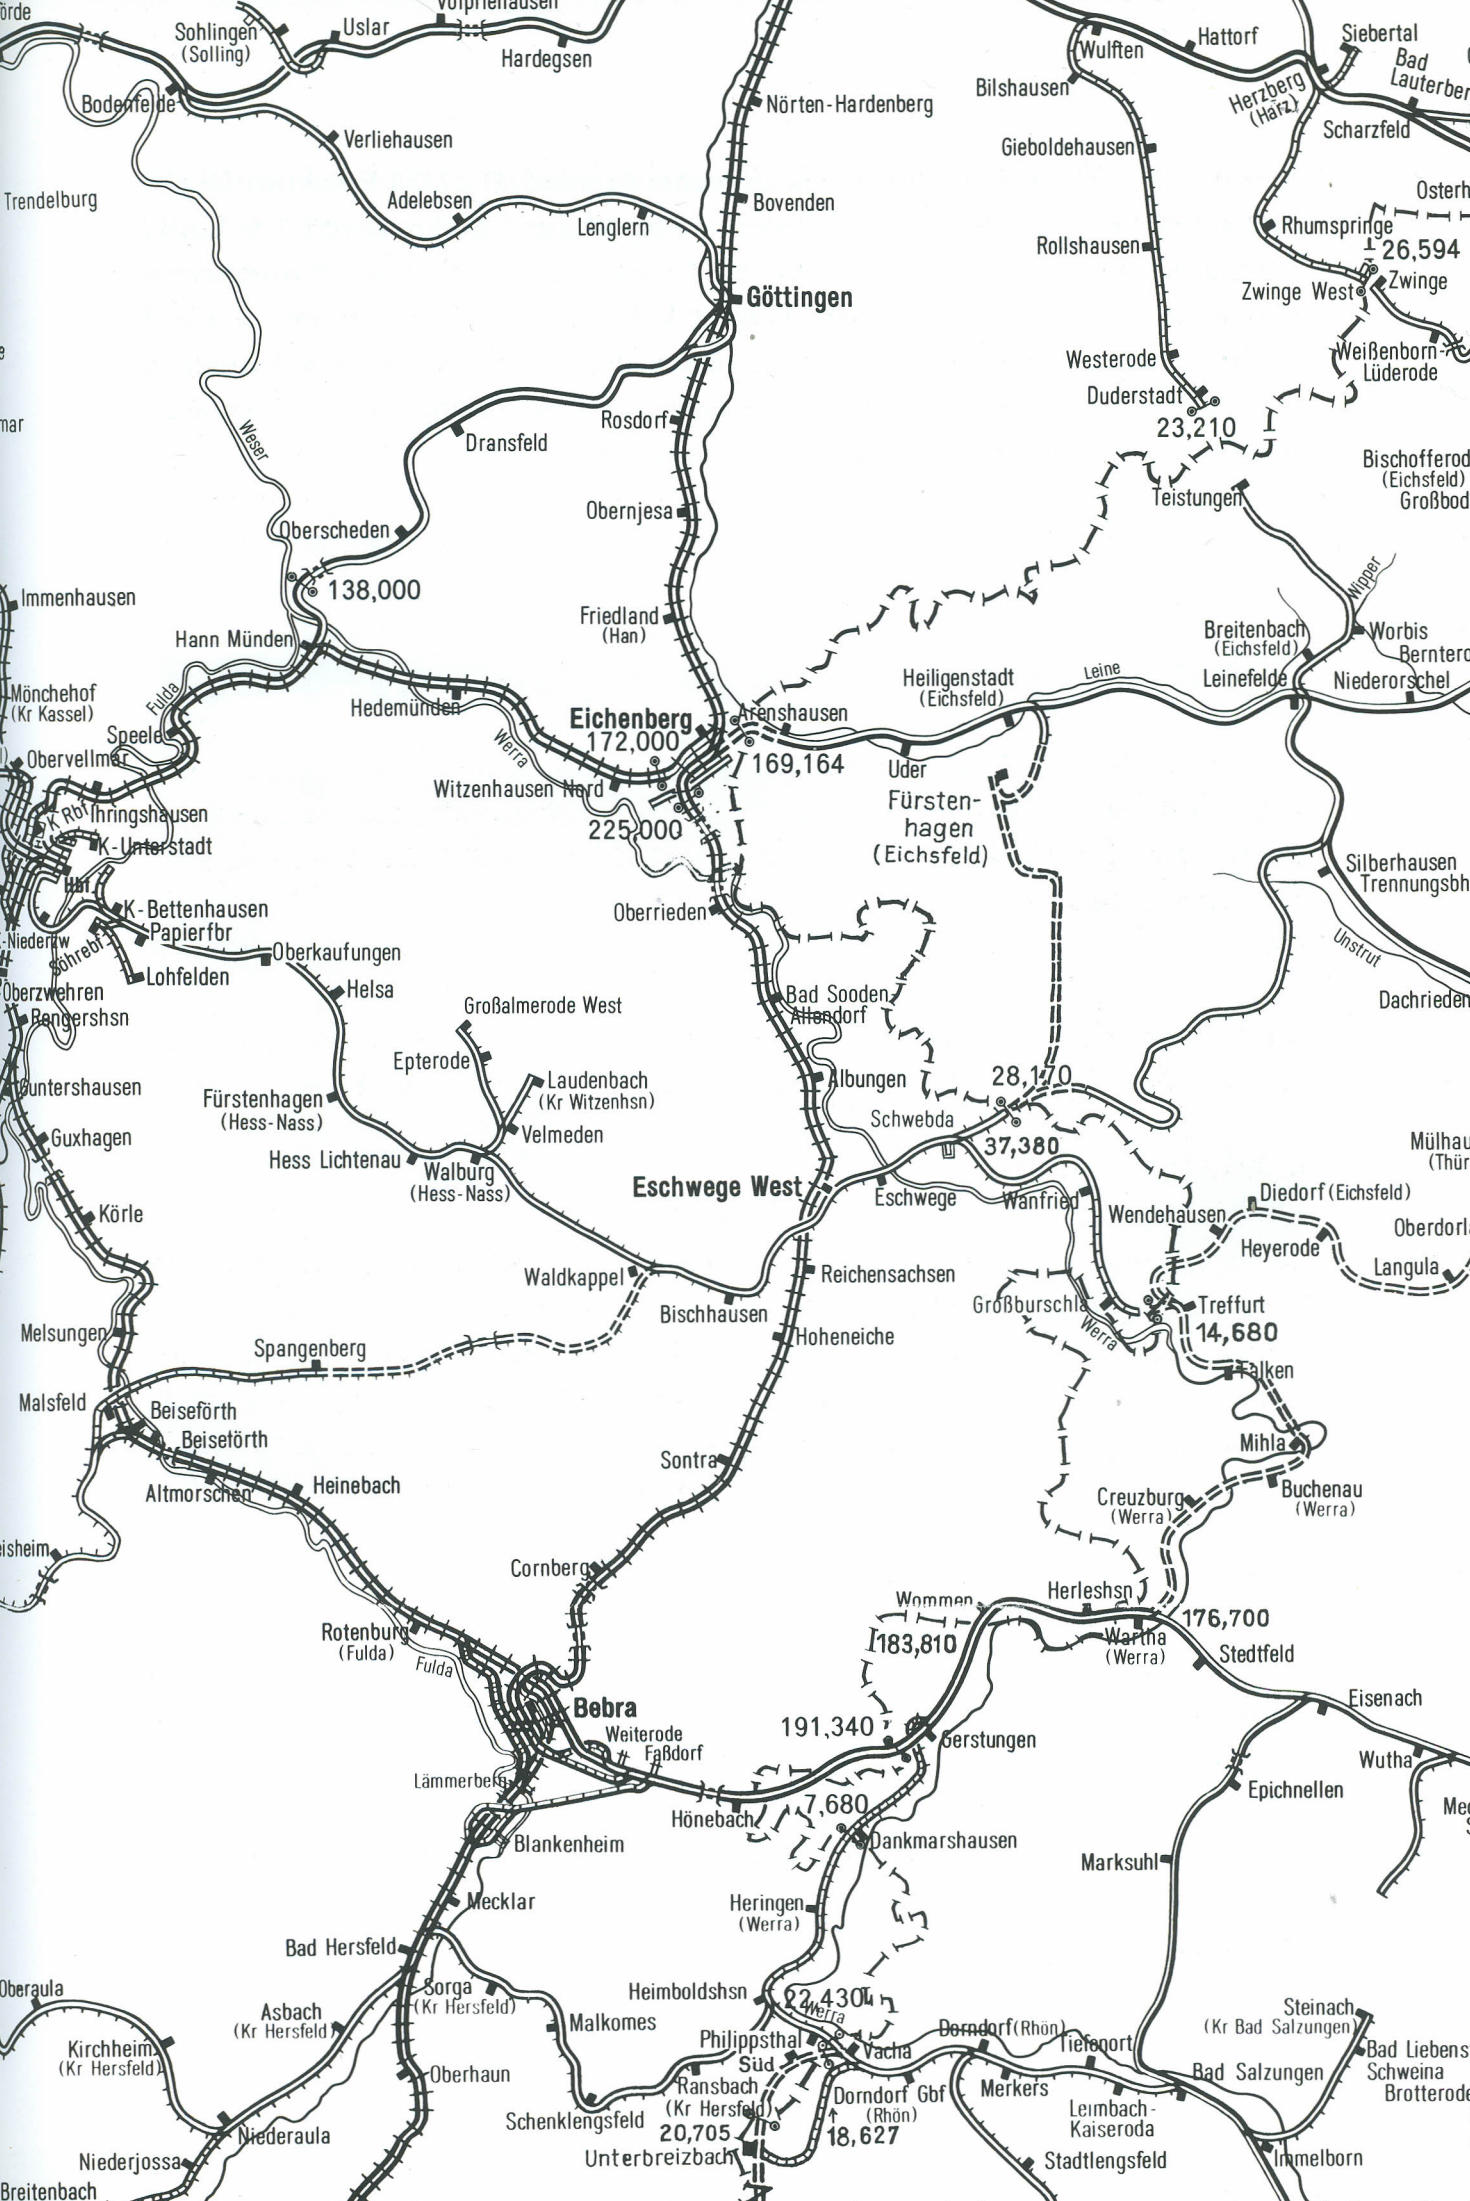 Sohlingen
(Solling)
Uslar
Volpriehausen
Hardegsen
Bodenfelde
Verliehausen
Trendelburg
Adelebsen
Lenglern
Nörten-Hardenberg
Bovenden
Göttingen
Wulften
Hattorf
Siebertal
Bad
Herzberg
(Harz)
Scharzfeld
Bilshausen
Gieboldehausen
Rollshausen
Rhumspringe
26,594
Zwinge West
Zwinge
Weißenborn-
Lüderode
Westerode
Duderstadt
23,210
Teistungen
(Eichsfeld)
Weser
Dransfeld
Rosdorf
Obernjesa
Oberscheden
138,000
Immenhausen
Hann Münden
Friedland
(Han)
Wipper
Worbis
Breitenbach
(Eichsfeld)
Leinefelde
Niederorschel
Leine
Heiligenstadt
(Eichsfeld)
Mönchehof
(Kr Kassel)
Fulda
Speele
Hedemünden
Werra
Eichenberg
172,000
Arenshausen
169,164
Uder
Obervellmar
Witzenhausen Nord
225,000
Fürsten-
hagen
(Eichsfeld)
K Rbf
Ihringshausen
K-Unterstadt
Hbf
Silberhausen
Trennungsbh
Unstrut
Oberrieden
K-Bettenhausen
Papierfbr
Söhrebf
Lohfelden
Oberkaufungen
Oberzwehren
Rengershsn
Helsa
Großalmerode West
Bad Sooden
Allendorf
Dachrieden
Epterode
Laudenbach
(Kr Witzenhsn)
Albungen
28,170
Guntershausen
Fürstenhagen
(Hess-Nass)
Velmeden
Schwebda
37,380
Guxhagen
Hess Lichtenau
Walburg
(Hess-Nass)
Eschwege West
Eschwege
Wanfried
Wendehausen
Diedorf (Eichsfeld)
Heyerode
Langula
Körle
Waldkappel
Bischhausen
Reichensachsen
Großburschla
Werra
Treffurt
14,680
Melsungen
Spangenberg
Hoheneiche
Falken
Malsfeld
Beiseförth
Beiseförth
Altmorschen
Heinebach
Sontra
Mihla
Buchenau
(Werra)
Creuzburg
(Werra)
Cornberg
Wommen
183,810
Herleshsn
Wartha
(Werra)
176,700
Stedtfeld
Rotenburg
(Fulda)
Fulda
Bebra
Weiterode
Faßdorf
191,340
Gerstungen
Eisenach
Wutha
Lämmerberg
Hönebach
7,680
Epichnellen
Blankenheim
Dankmarshausen
Marksuhl
Mecklar
Heringen
(Werra)
Bad Hersfeld
Oberaula
Sorga
(Kr Hersfeld)
Heimboldshsn
22,430
Werra
Asbach
(Kr Hersfeld)
Malkomes
Philippsthal
Süd
Vacha
Dorndorf (Rhön)
Tiefenort
Steinach
(Kr Bad Salzungen)
Kirchheim
(Kr Hersfeld)
Bad Salzungen
Schweina
Oberhaun
Ransbach
(Kr Hersfeld)
Dorndorf Gbf
(Rhön)
Merkers
Leimbach-
Kaiseroda
Schenklengsfeld
20,705
18,627
Unterbreizbach
Niederaula
Niederjossa
Breitenbach
Stadtlengsfeld
Immelborn